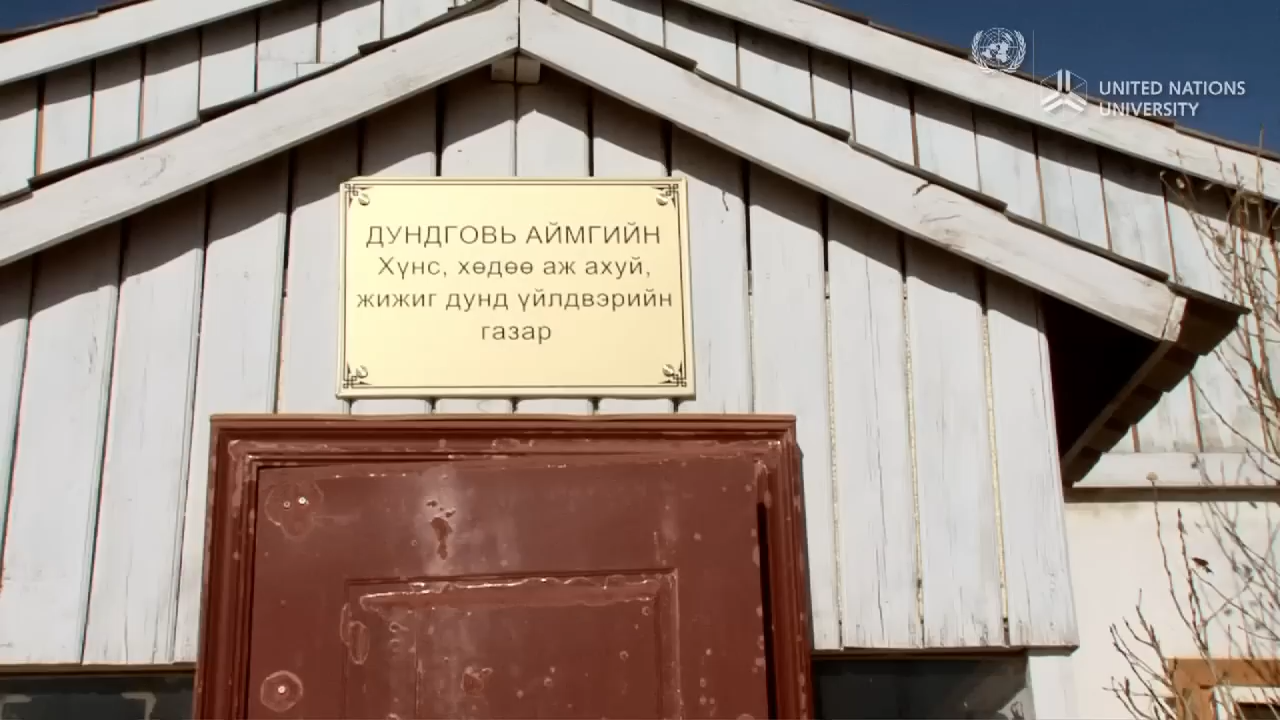 UNITED NATIONS
UNIVERSITY
ДУНДГОВЬ АЙМГИЙН
Хүнс, хөдөө аж ахуй,
жижиг дунд үйлдвэрийн
газар